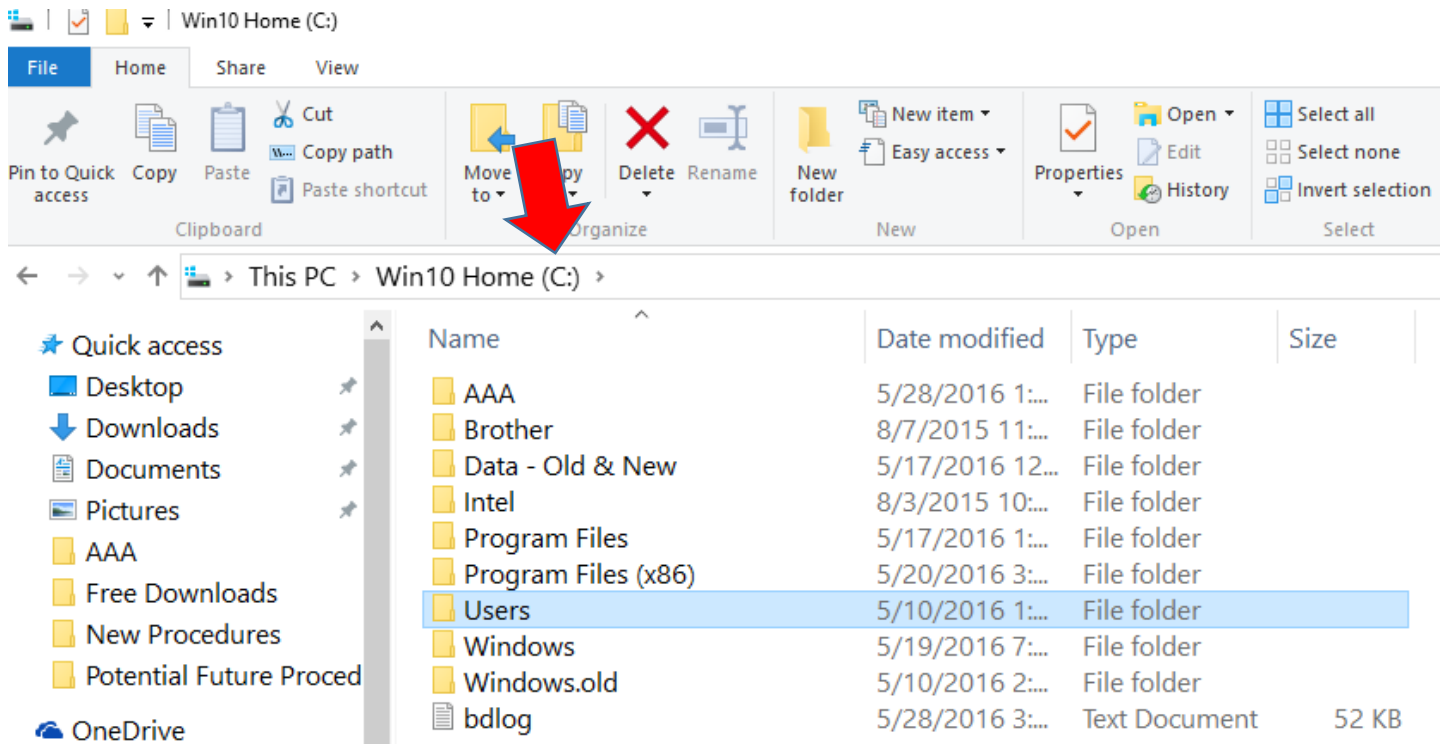 Win10 Home (C:)
File Home Share View
Pin to Quick access
Copy
Paste
Cut
Copy path
Paste shortcut
Clipboard
Move to
Delete
Rename
Organize
New folder
New item
Easy access
New
Properties
Open
Edit
History
Open
Select all
Select none
Invert selection
Select
This PC > Win10 Home (C:) >
Quick access
Desktop
Downloads
Documents
Pictures
AAA
Free Downloads
New Procedures
Potential Future Proced
OneDrive
Name Date modified Type Size
AAA 5/28/2016 1:... File folder
Brother 8/7/2015 11:... File folder
Data - Old & New 5/17/2016 12... File folder
Intel 8/3/2015 10:... File folder
Program Files 5/17/2016 1:... File folder
Program Files (x86) 5/20/2016 3:... File folder
Users 5/10/2016 1:... File folder
Windows 5/19/2016 7:... File folder
Windows.old 5/10/2016 2:... File folder
bdlog 5/28/2016 3:... Text Document 52 KB